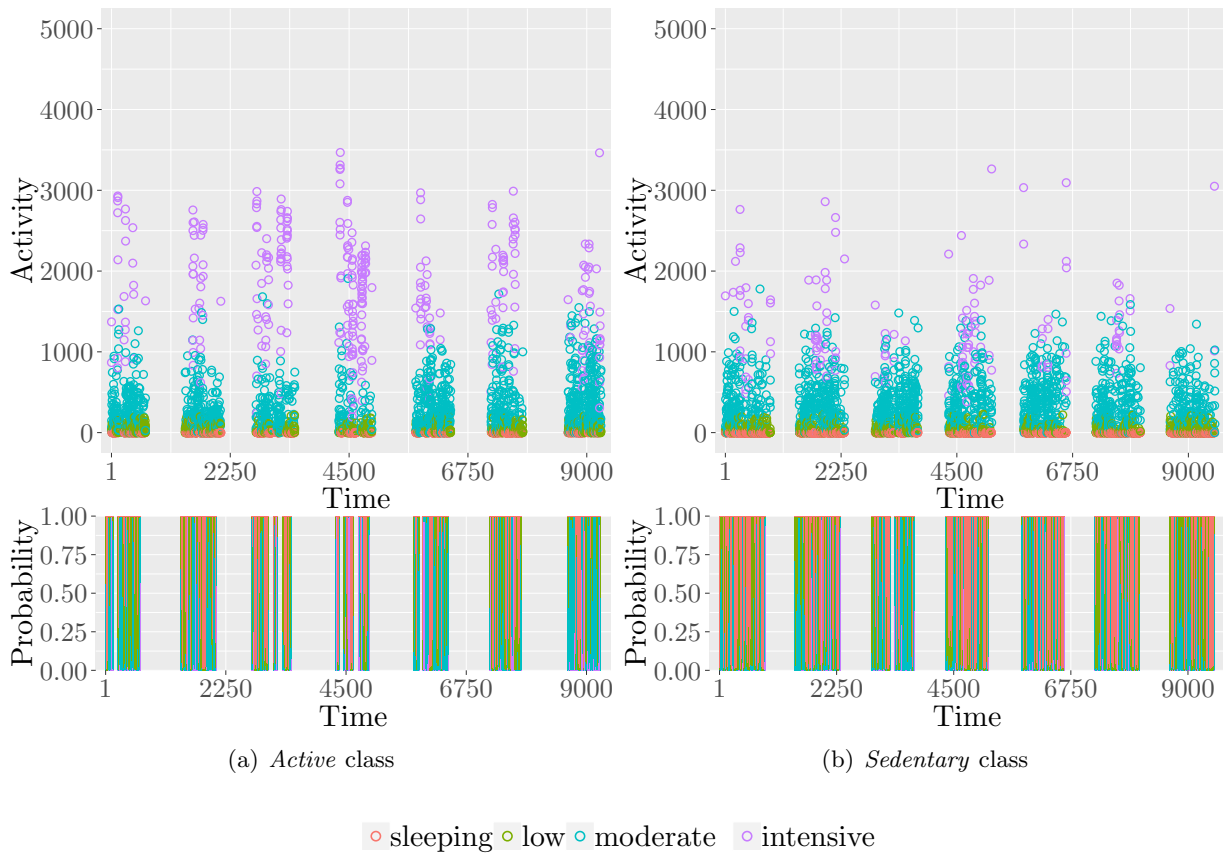 5000
4000
3000
2000
1000
0
Activity
1 2250 4500 6750 9000
Time
1.00
0.75
0.50
0.25
0.00
Probability
1 2250 4500 6750 9000
Time
(a) Active class
5000
4000
3000
2000
1000
0
Activity
1 2250 4500 6750 9000
Time
1.00
0.75
0.50
0.25
0.00
Probability
1 2250 4500 6750 9000
Time
(b) Sedentary class
sleeping low moderate intensive